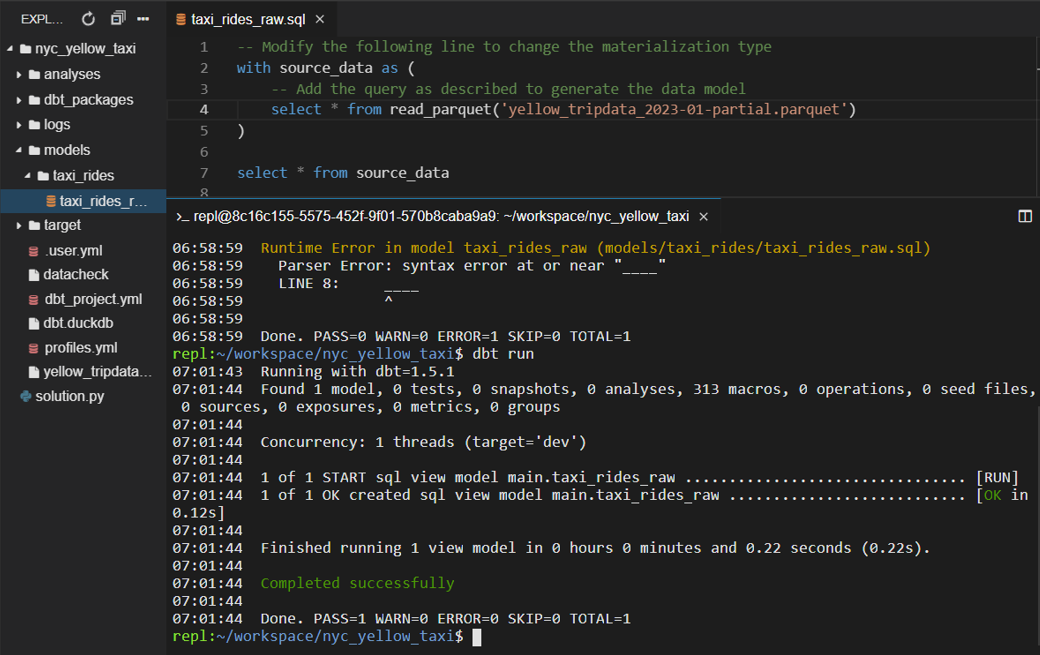 EXPL...
taxi_rides_raw.sql ×
nyc_yellow_taxi
analyses
dbt_packages
logs
models
taxi_rides
taxi_rides_r...
target
.user.yml
datacheck
dbt_project.yml
dbt.duckdb
profiles.yml
yellow_tripdata...
solution.py
1 -- Modify the following line to change the materialization type
2 with source_data as (
3 -- Add the query as described to generate the data model
4 select * from read_parquet('yellow_tripdata_2023-01-partial.parquet')
5 )
6
7 select * from source_data
8
>_ repl@8c16c155-5575-452f-9f01-570b8caba9a9: ~/workspace/nyc_yellow_taxi ×
06:58:59 Runtime Error in model taxi_rides_raw (models/taxi_rides/taxi_rides_raw.sql)
06:58:59 Parser Error: syntax error at or near "____"
06:58:59 LINE 8: ____
06:58:59 ^
06:58:59
06:58:59 Done. PASS=0 WARN=0 ERROR=1 SKIP=0 TOTAL=1
repl:~/workspace/nyc_yellow_taxi$ dbt run
07:01:43 Running with dbt=1.5.1
07:01:44 Found 1 model, 0 tests, 0 snapshots, 0 analyses, 313 macros, 0 operations, 0 seed files,
0 sources, 0 exposures, 0 metrics, 0 groups
07:01:44
07:01:44 Concurrency: 1 threads (target='dev')
07:01:44
07:01:44 1 of 1 START sql view model main.taxi_rides_raw ................................ [RUN]
07:01:44 1 of 1 OK created sql view model main.taxi_rides_raw ........................... [OK in
0.12s]
07:01:44
07:01:44 Finished running 1 view model in 0 hours 0 minutes and 0.22 seconds (0.22s).
07:01:44
07:01:44 Completed successfully
07:01:44
07:01:44 Done. PASS=1 WARN=0 ERROR=0 SKIP=0 TOTAL=1
repl:~/workspace/nyc_yellow_taxi$